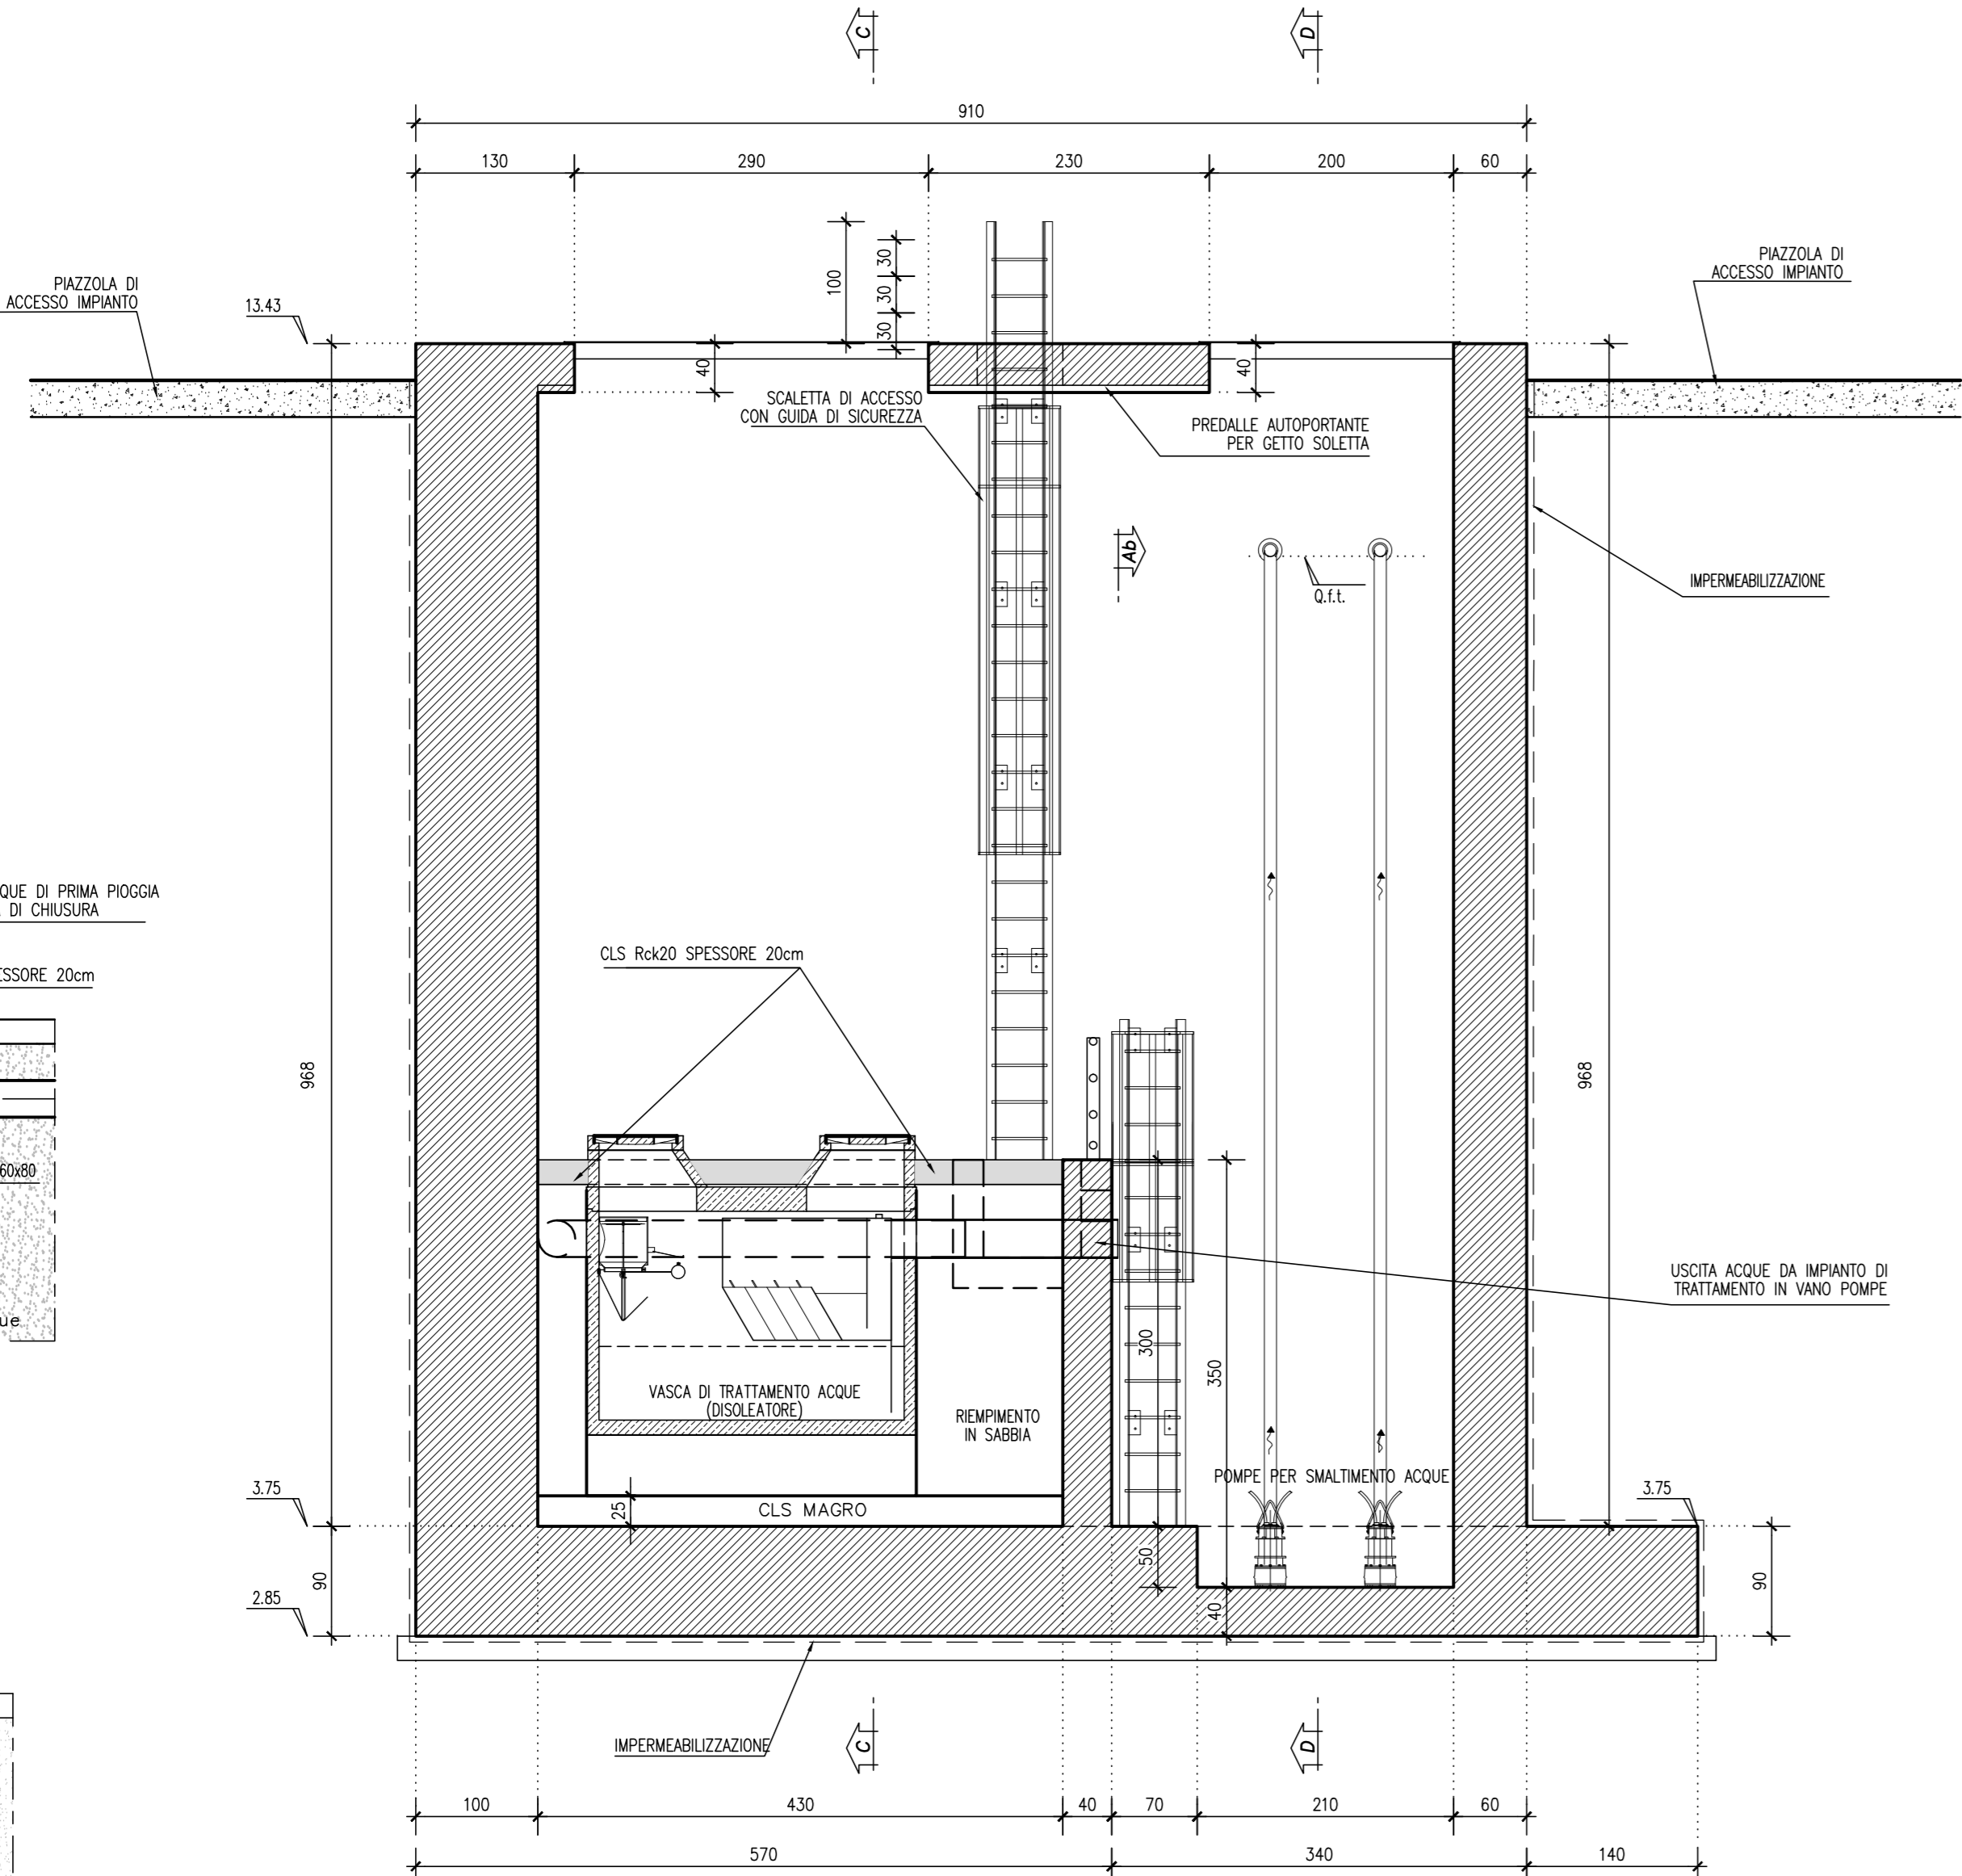 C
D
910
130
290
230
200
60
100
30
30
30
PIAZZOLA DI
ACCESSO IMPIANTO
PIAZZOLA DI
ACCESSO IMPIANTO
13.43
40
40
SCALETTA DI ACCESSO
CON GUIDA DI SICUREZZA
PREDALLE AUTOPORTANTE
PER GETTO SOLETTA
Ab
Q.f.t.
IMPERMEABILIZZAZIONE
QUE DI PRIMA PIOGGIA
DI CHIUSURA
CLS Rck20 SPESSORE 20cm
ESSORE 20cm
968
968
60x80
USCITA ACQUE DA IMPIANTO DI
TRATTAMENTO IN VANO POMPE
ue
300
350
VASCA DI TRATTAMENTO ACQUE
(DISOLEATORE)
RIEMPIMENTO
IN SABBIA
POMPE PER SMALTIMENTO ACQUE
3.75
3.75
25
CLS MAGRO
50
90
90
2.85
40
IMPERMEABILIZZAZIONE
C
D
100
430
40
70
210
60
570
340
140